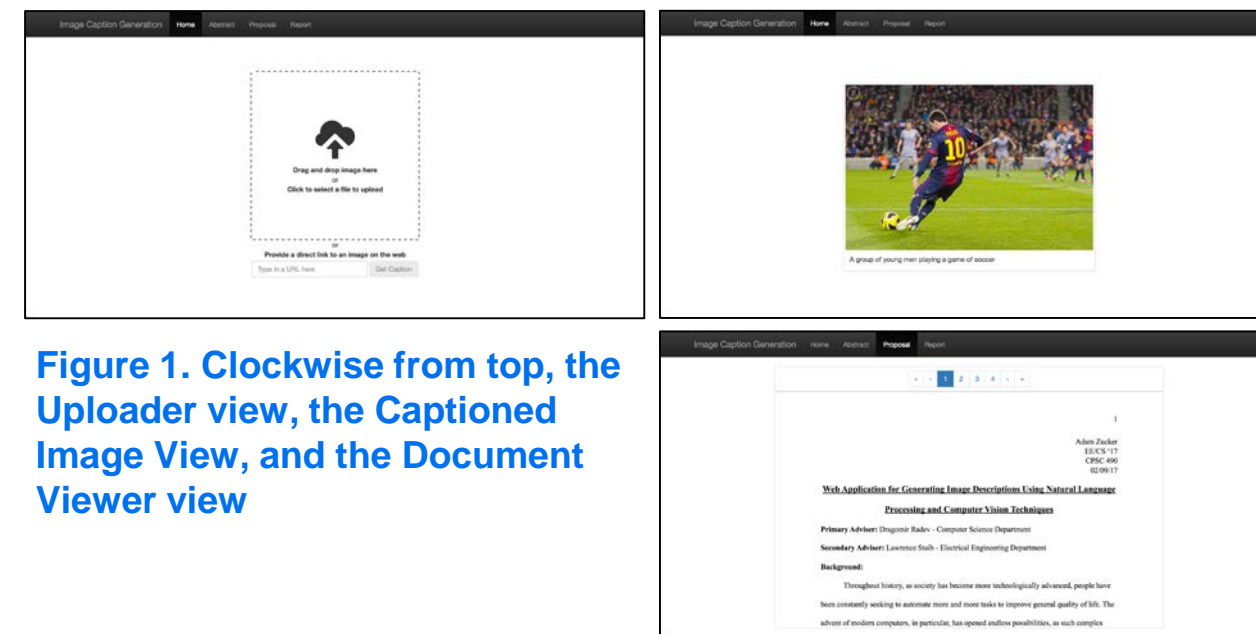 Image Caption Generation Home Abstract Proposal Report
Drag and drop image here
or
Click to select a file to upload
or
Provide a direct link to an image on the web
Type in a URL here Get Caption
Image Caption Generation Home Abstract Proposal Report
10
A group of young men playing a game of soccer
Figure 1. Clockwise from top, the
Uploader view, the Captioned
Image View, and the Document
Viewer view
Image Caption Generation Home Abstract Proposal Report
« ‹ 1 2 3 4 › »
1
Adam Zucker
EE/CS '17
CPSC 490
02/09/17
Web Application for Generating Image Descriptions Using Natural Language
Processing and Computer Vision Techniques
Primary Adviser: Dragomir Radev - Computer Science Department
Secondary Adviser: Lawrence Staib - Electrical Engineering Department
Background:
Throughout history, as society has become more technologically advanced, people have
been constantly seeking to automate more and more tasks to improve general quality of life. The
advent of modern computers, in particular, has opened endless possibilities, as such complex